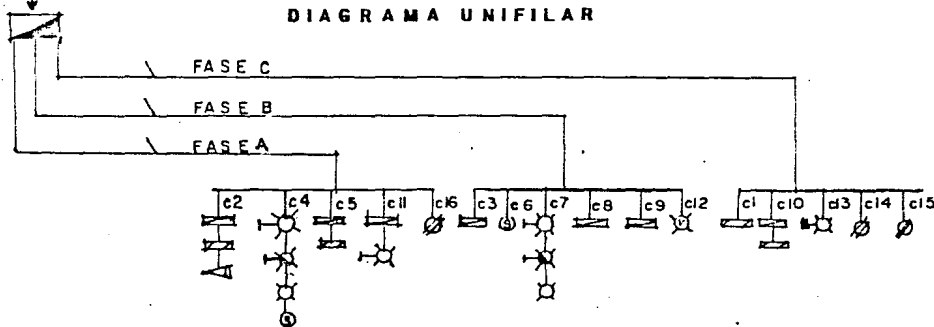 DIAGRAMA UNIFILAR
FASE C
FASE B
FASE A
c2 c4 c5 c11 c16 c3 c6 c7 c8 c9 c12 c1 c10 c13 c14 c15